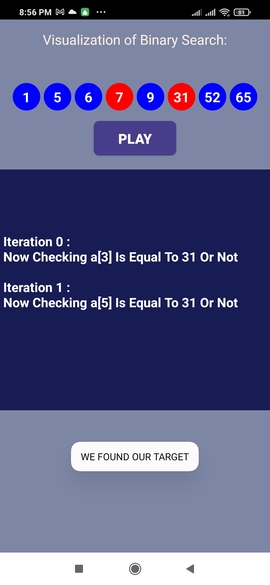 8:56 PM
81
Visualization of Binary Search:
1 5 6 7 9 31 52 65
PLAY
Iteration 0 :
Now Checking a[3] Is Equal To 31 Or Not
Iteration 1 :
Now Checking a[5] Is Equal To 31 Or Not
WE FOUND OUR TARGET